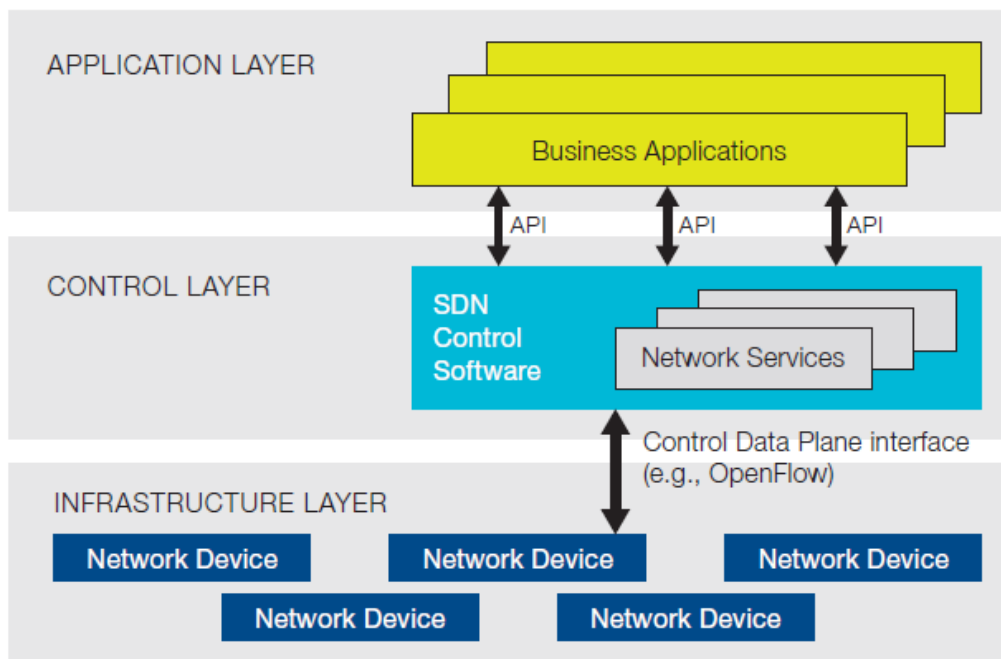 APPLICATION LAYER
Business Applications
API
API
API
CONTROL LAYER
SDN
Control
Software
Network Services
Control Data Plane interface
(e.g., OpenFlow)
INFRASTRUCTURE LAYER
Network Device
Network Device
Network Device
Network Device
Network Device